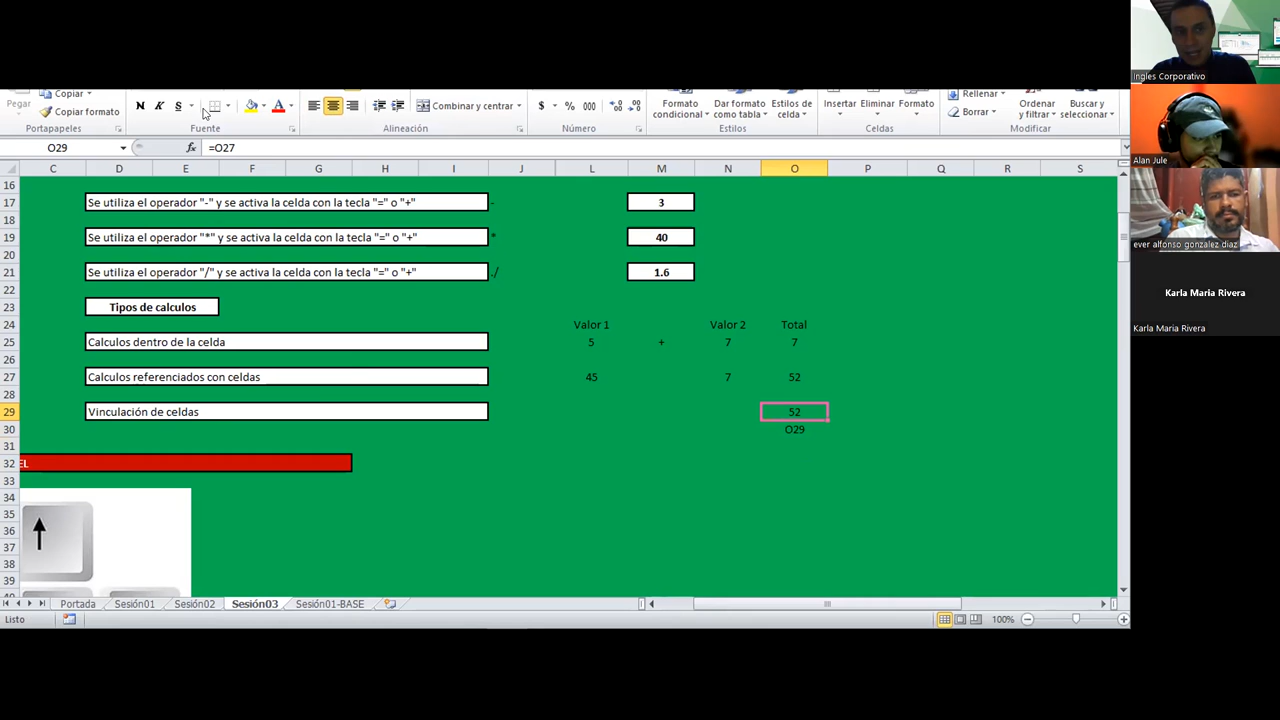 Pegar
Copiar
Copiar formato
Portapapeles
N K S
Fuente
A
Combinar y centrar
Alineación
$ % 000
Número
Formato condicional
Dar formato como tabla
Estilos de celda
Estilos
Insertar
Eliminar
Formato
Celdas
Rellenar
Borrar
Ordenar y filtrar
Buscar y seleccionar
Modificar
O29
fx
=O27
C D E F G H I J L M N O P Q R S
16
17 Se utiliza el operador "-" y se activa la celda con la tecla "=" o "+" - 3
18
19 Se utiliza el operador "*" y se activa la celda con la tecla "=" o "+" * 40
20
21 Se utiliza el operador "/" y se activa la celda con la tecla "=" o "+" ./ 1.6
22
23 Tipos de calculos
24 Valor 1 Valor 2 Total
25 Calculos dentro de la celda 5 + 7 7
26
27 Calculos referenciados con celdas 45 7 52
28
29 Vinculación de celdas 52
30 O29
31
32 EL
33
34
35
36
37
38
39
Portada Sesión01 Sesión02 Sesión03 Sesión01-BASE
Listo
100%
Ingles Corporativo
Alan Jule
ever alfonso gonzalez diaz
Karla Maria Rivera
Karla Maria Rivera